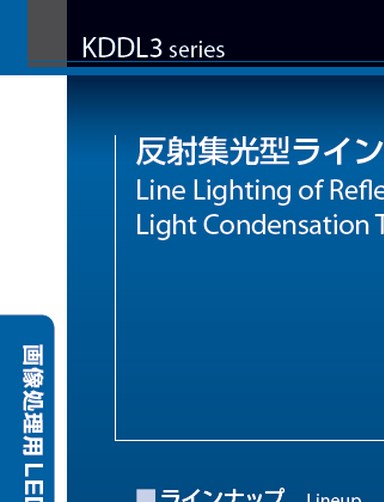 KDDL3 series
反射集光型ライン
Line Lighting of Refle
Light Condensation T
画像処理用 LED
ラインナップ Lineup